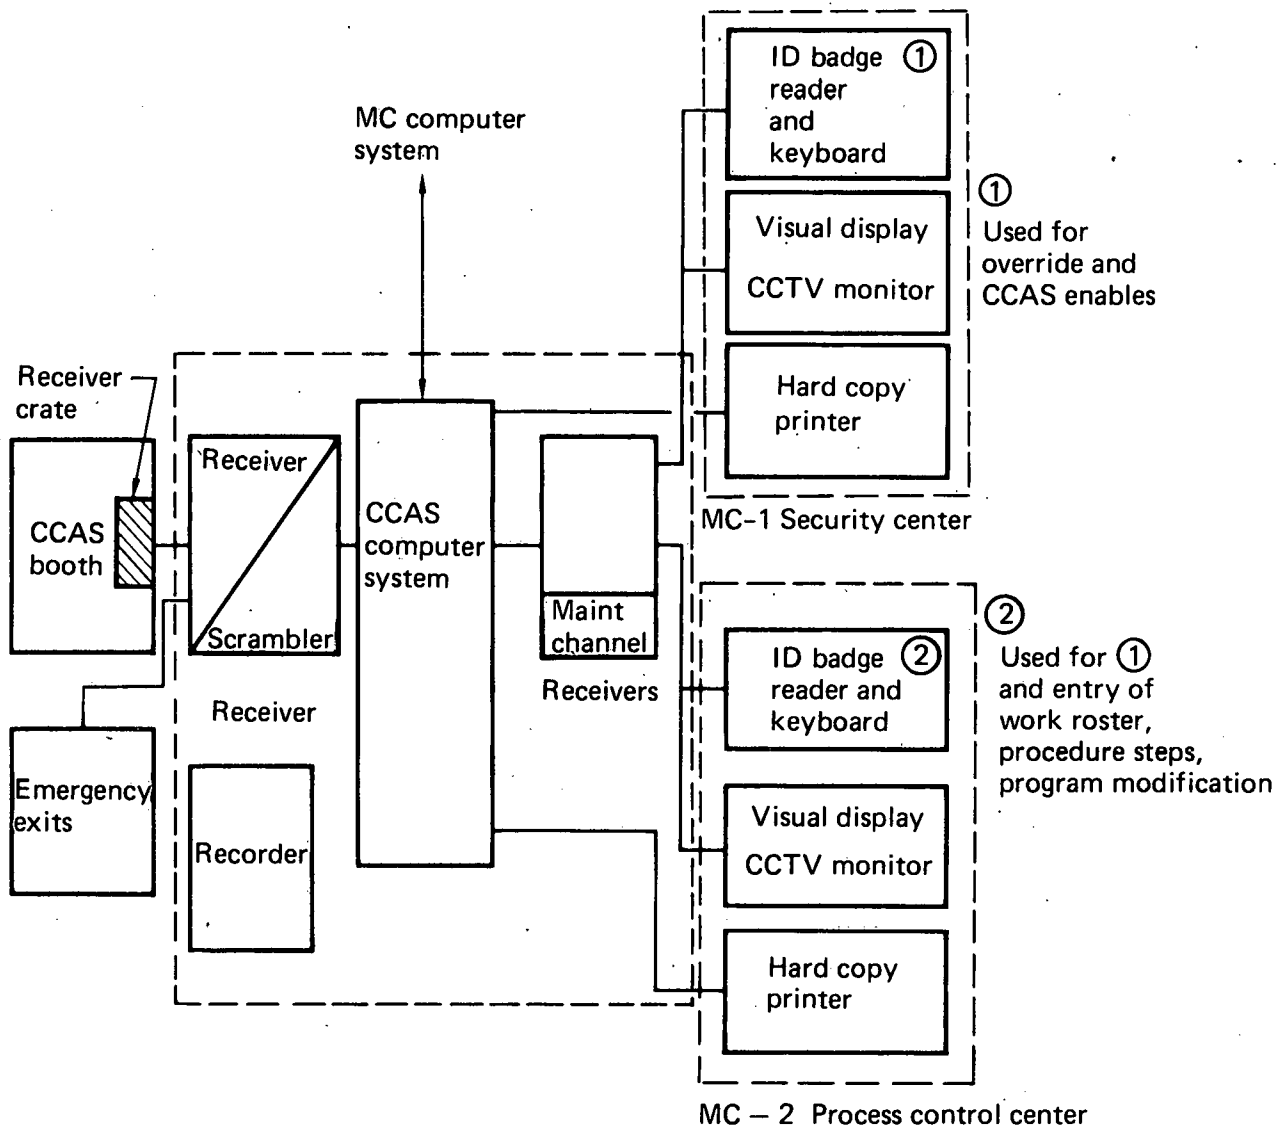 MC computer
system
ID badge ①
reader
and
keyboard
Visual display
CCTV monitor
Hard copy
printer
①
Used for
override and
CCAS enables
MC-1 Security center
Receiver
crate
CCAS
booth
Receiver
Scrambler
CCAS
computer
system
Maint
channel
Receivers
Receiver
Emergency
exits
Recorder
ID badge ②
reader and
keyboard
Visual display
CCTV monitor
Hard copy
printer
②
Used for ①
and entry of
work roster,
procedure steps,
program modification
MC – 2 Process control center